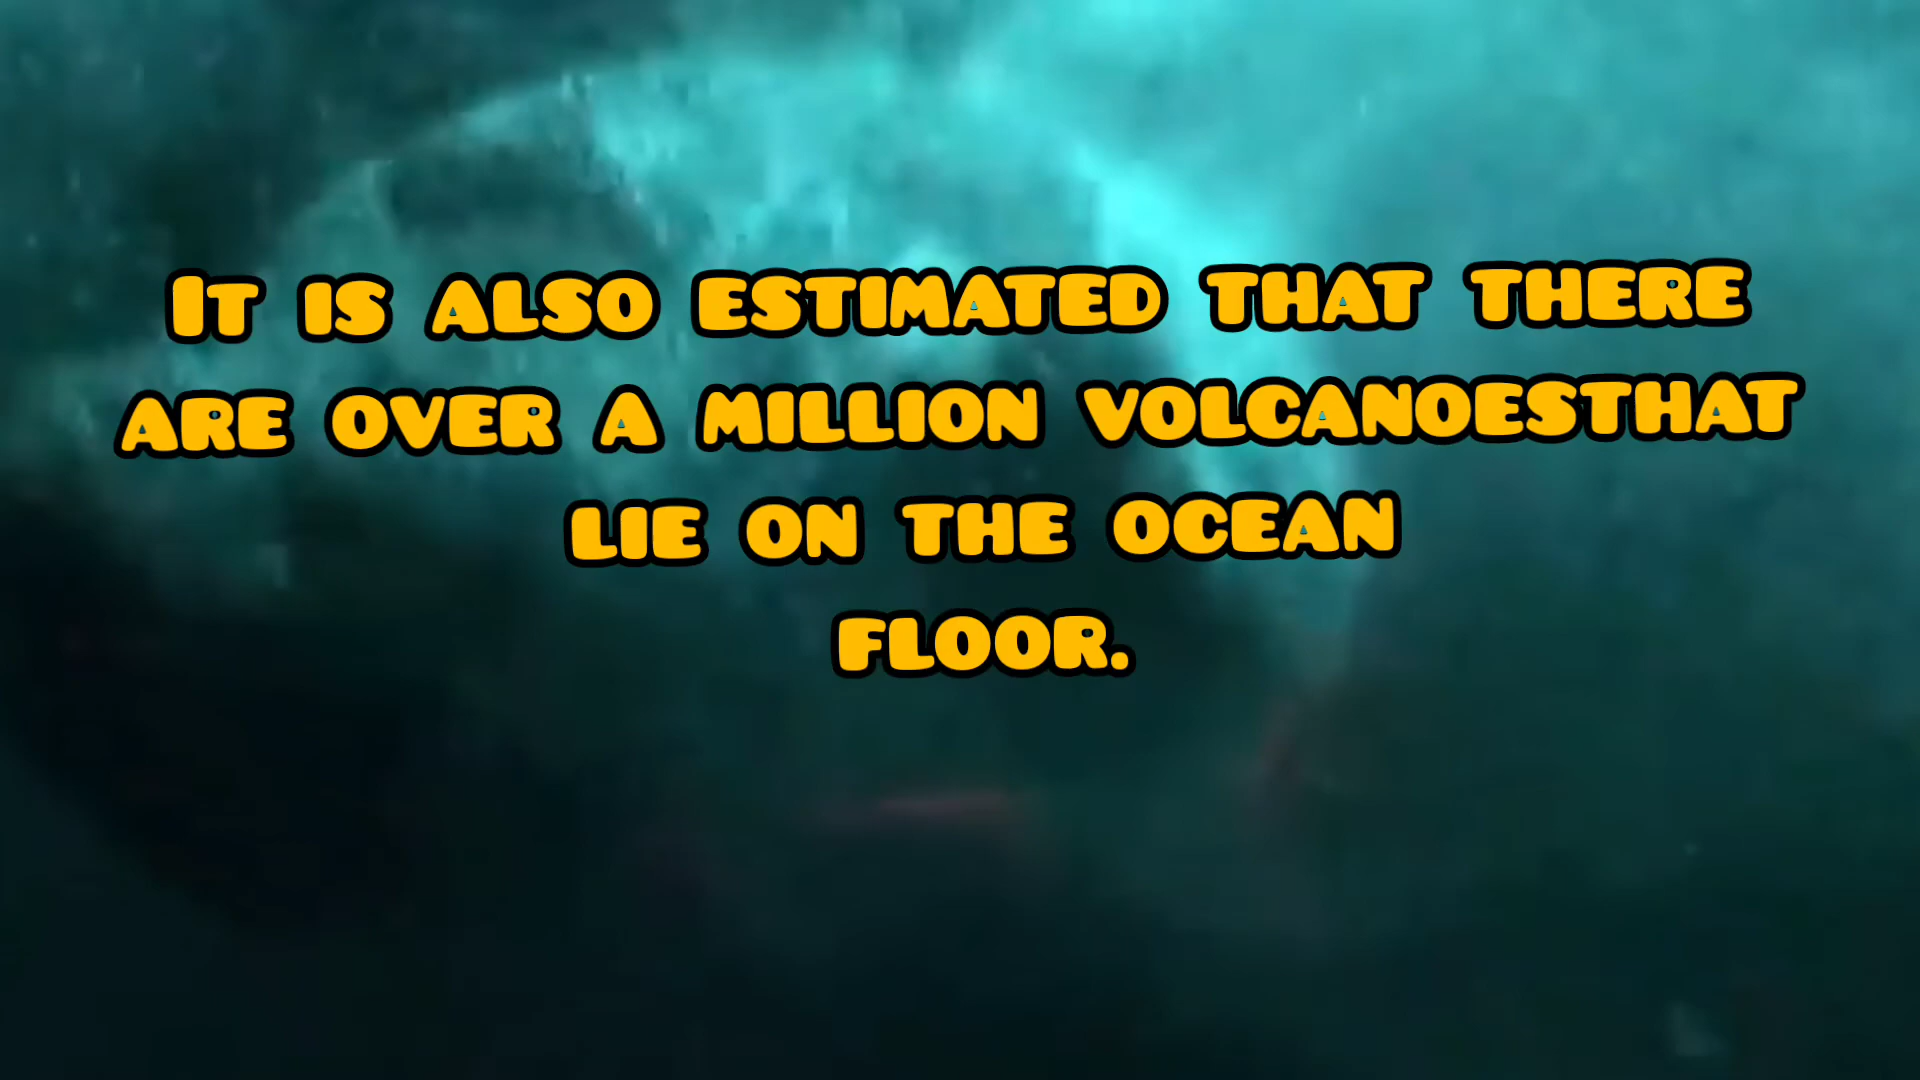 It is also estimated that there
are over a million volcanoesthat
lie on the ocean
floor.